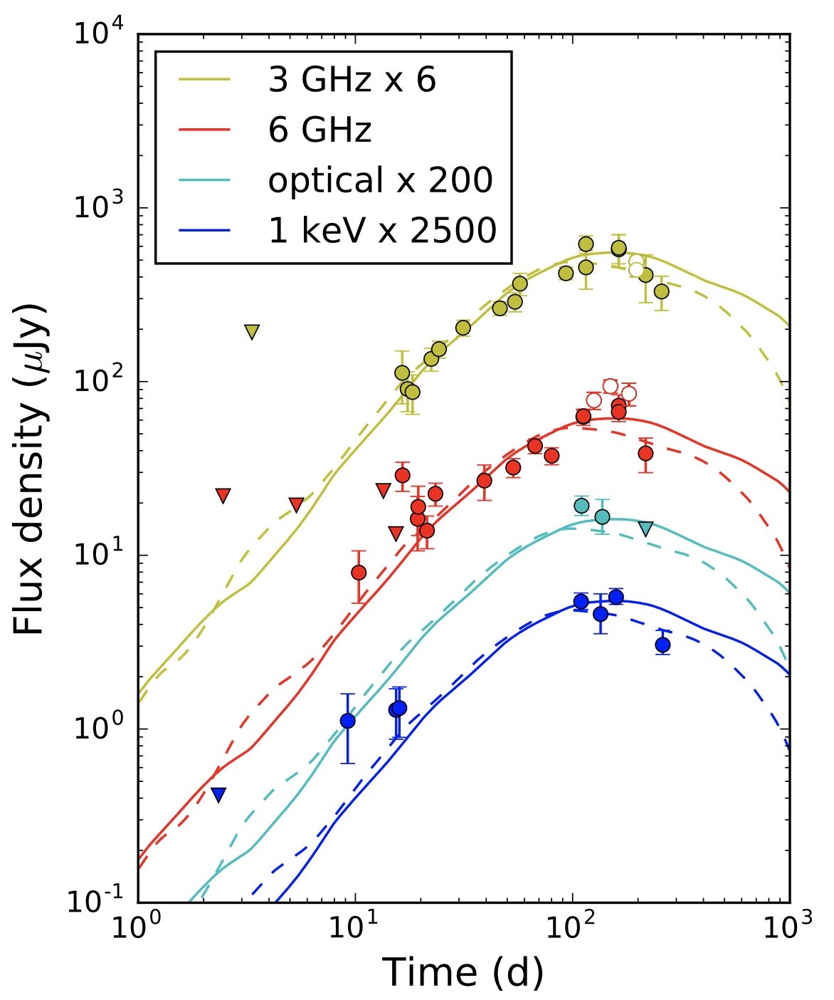 10^4
3 GHz x 6
6 GHz
optical x 200
1 keV x 2500
10^3
10^2
10^1
10^0
10^-1
Flux density (μJy)
10^0 10^1 10^2 10^3
Time (d)